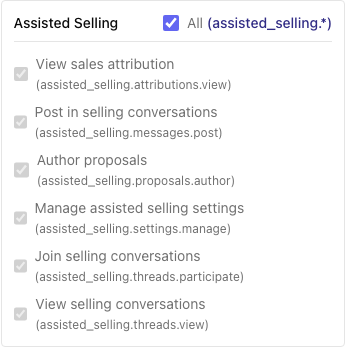 Assisted Selling All (assisted_selling.*)
View sales attribution
(assisted_selling.attributions.view)
Post in selling conversations
(assisted_selling.messages.post)
Author proposals
(assisted_selling.proposals.author)
Manage assisted selling settings
(assisted_selling.settings.manage)
Join selling conversations
(assisted_selling.threads.participate)
View selling conversations
(assisted_selling.threads.view)